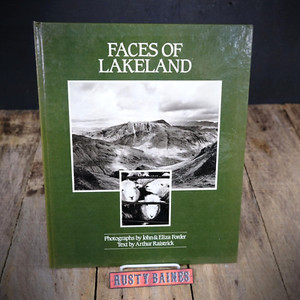 FACES OF
LAKELAND
Photographs by John & Eliza Forder
Text by Arthur Raistrick
RUSTY BAINES